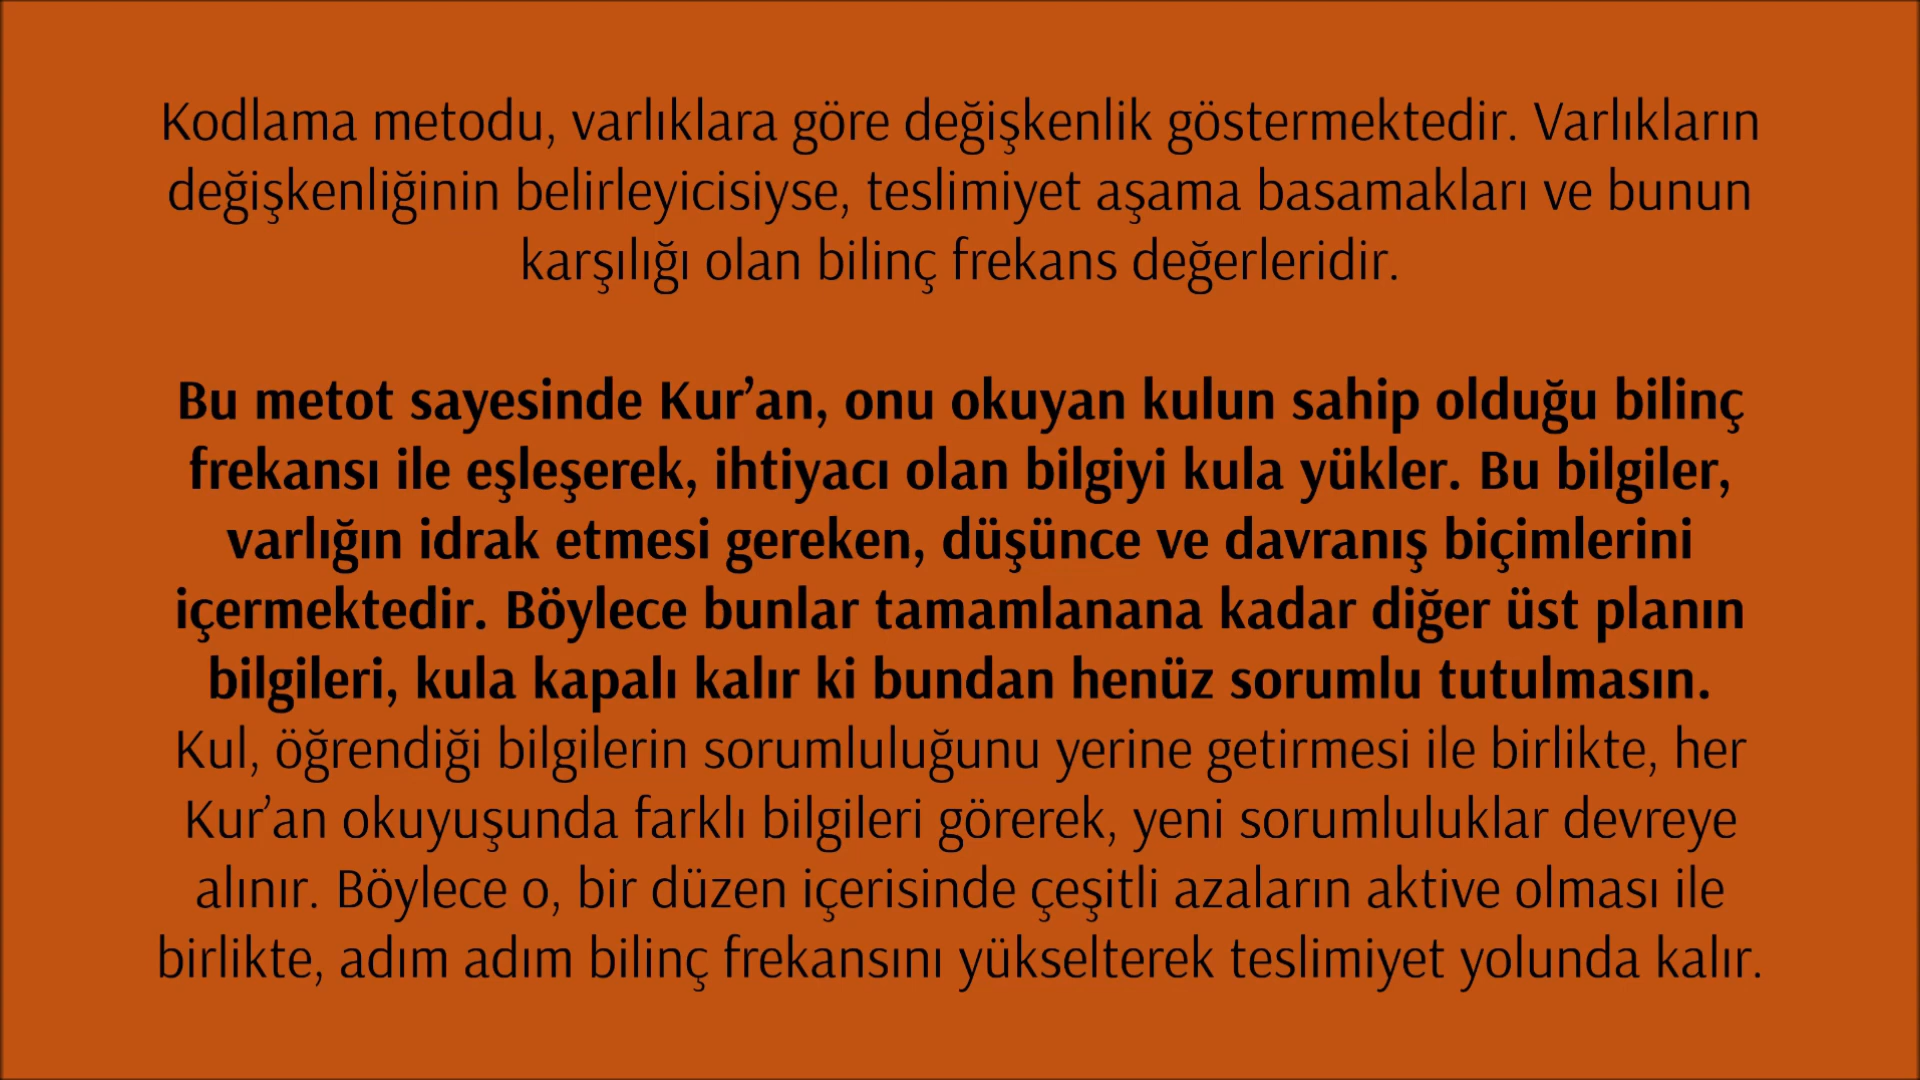 Kodlama metodu, varlıklara göre değişkenlik göstermektedir. Varlıkların
değişkenliğinin belirleyicisiyse, teslimiyet aşama basamakları ve bunun
karşılığı olan bilinç frekans değerleridir.
Bu metot sayesinde Kur’an, onu okuyan kulun sahip olduğu bilinç
frekansı ile eşleşerek, ihtiyacı olan bilgiyi kula yükler. Bu bilgiler,
varlığın idrak etmesi gereken, düşünce ve davranış biçimlerini
içermektedir. Böylece bunlar tamamlanana kadar diğer üst planın
bilgileri, kula kapalı kalır ki bundan henüz sorumlu tutulmasın.
Kul, öğrendiği bilgilerin sorumluluğunu yerine getirmesi ile birlikte, her
Kur’an okuyuşunda farklı bilgileri görerek, yeni sorumluluklar devreye
alınır. Böylece o, bir düzen içerisinde çeşitli azaların aktive olması ile
birlikte, adım adım bilinç frekansını yükselterek teslimiyet yolunda kalır.